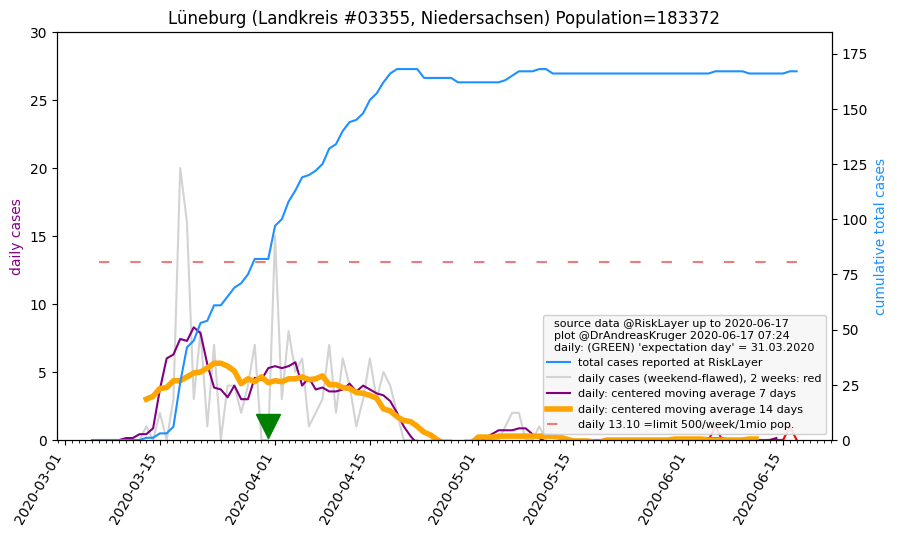 Lüneburg (Landkreis #03355, Niedersachsen) Population=183372
30
25
20
15
10
5
0
daily cases
175
150
125
100
75
50
25
0
cumulative total cases
source data @RiskLayer up to 2020-06-17
plot @DrAndreasKruger 2020-06-17 07:24
daily: (GREEN) 'expectation day' = 31.03.2020
total cases reported at RiskLayer
daily cases (weekend-flawed), 2 weeks: red
daily: centered moving average 7 days
daily: centered moving average 14 days
daily 13.10 =limit 500/week/1mio pop.
2020-03-01
2020-03-15
2020-04-01
2020-04-15
2020-05-01
2020-05-15
2020-06-01
2020-06-15